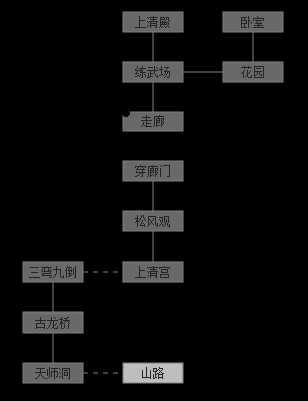 上清殿 卧室
练武场 花园
走廊
穿廊门
松风观
三弯九倒 上清宫
古龙桥
天师洞 山路